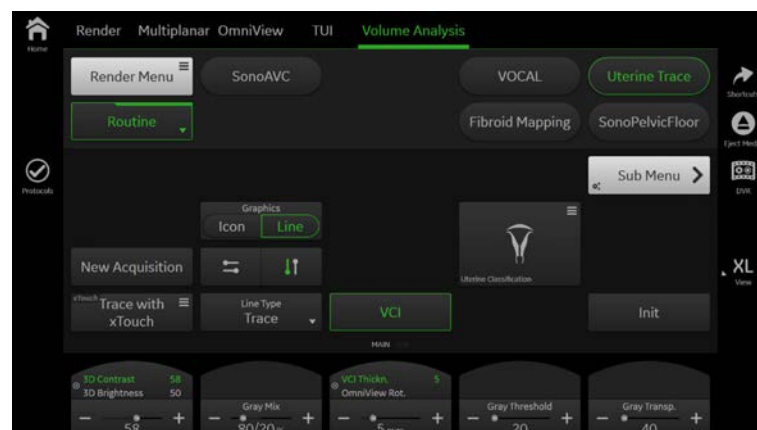 Home
Render Multiplanar OmniView TUI Volume Analysis
Render Menu
SonoAVC
VOCAL
Uterine Trace
Shortcuts
Routine
Fibroid Mapping
SonoPelvicFloor
Eject Med
Protocols
Sub Menu
DVR
Graphics
Icon Line
New Acquisition
Uterine Classification
XL
View
xTouch
Trace with
xTouch
Line Type
Trace
VCI
Init
MAIN
3D Contrast 58
3D Brightness 50
VCI Thickn. 5
OmniView Rot.
Gray Mix
Gray Threshold
Gray Transp.
58
80/20
5
20
40